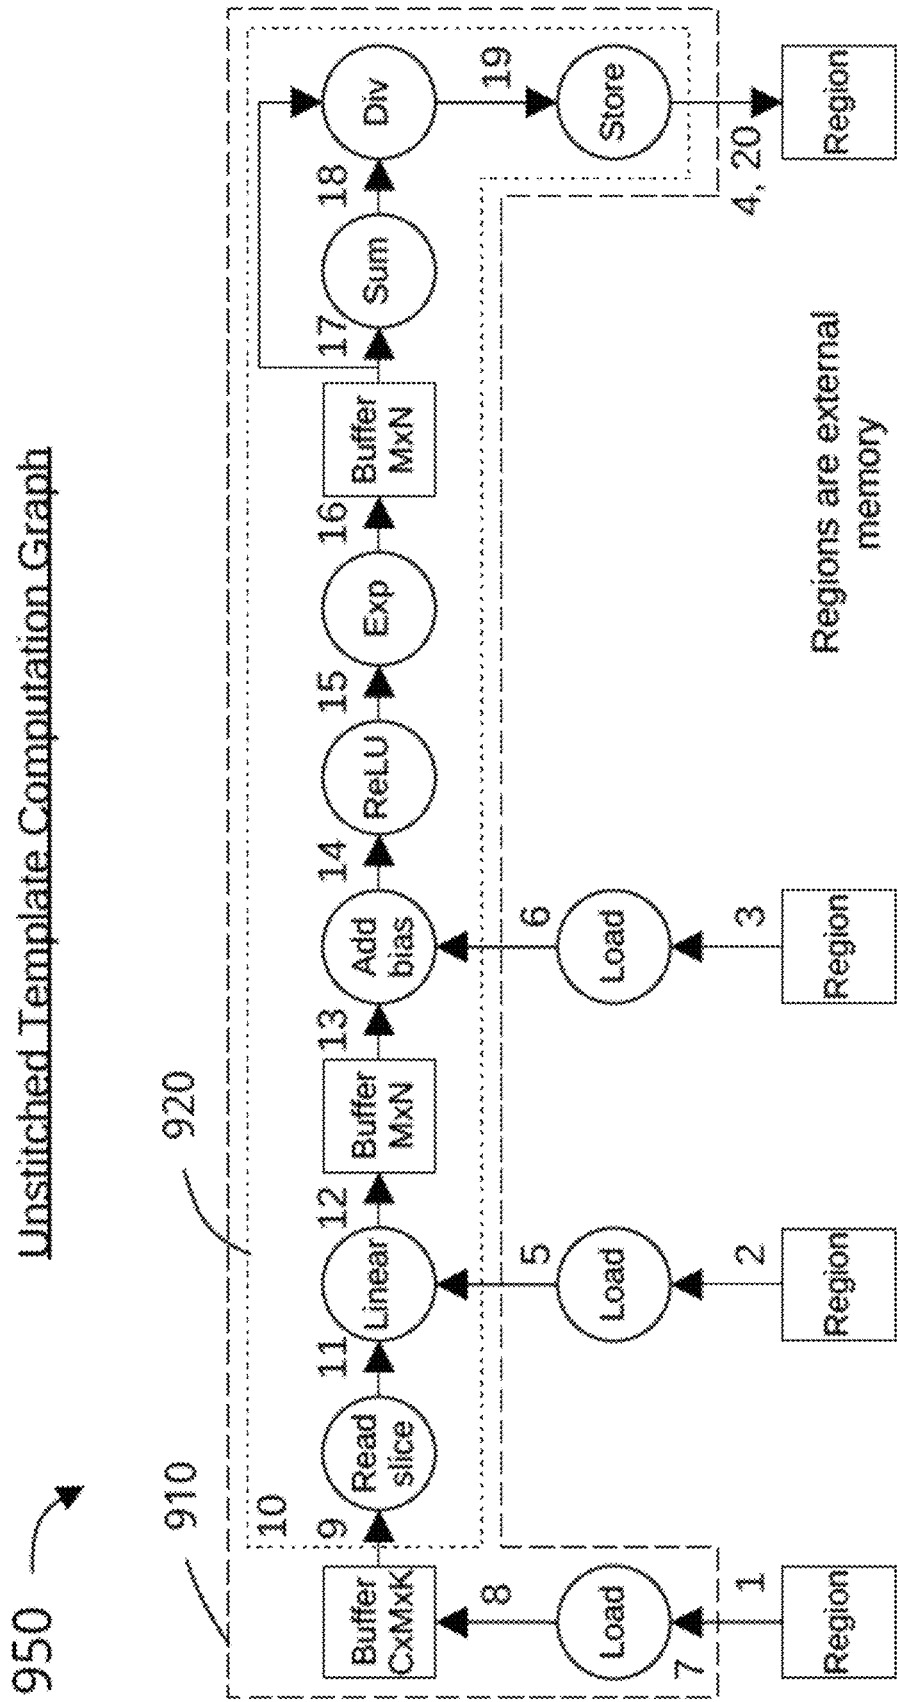 950
Unstitched Template Computation Graph
910
920
10
9
11
12
13
14
15
16
17
18
Buffer
CxMxK
Read
slice
Linear
Buffer
MxN
Add
bias
ReLU
Exp
Buffer
MxN
Sum
Div
8
5
6
19
Load
Load
Load
Store
7
1
2
3
4, 20
Region
Region
Region
Regions are external
memory
Region